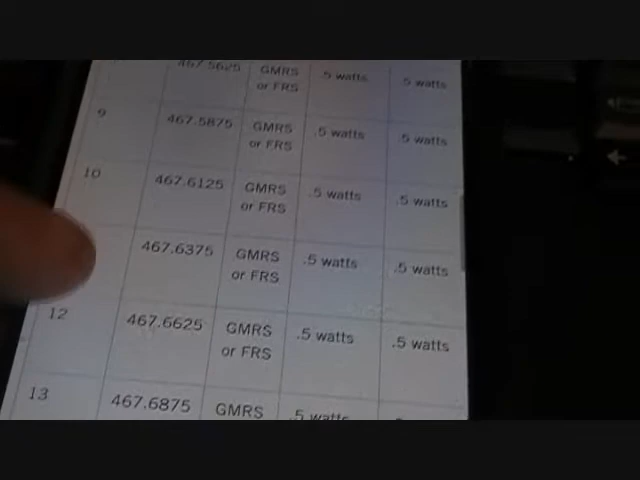 467.5625 GMRS or FRS .5 watts .5 watts
9 467.5875 GMRS or FRS .5 watts .5 watts
10 467.6125 GMRS or FRS .5 watts .5 watts
467.6375 GMRS or FRS .5 watts .5 watts
12 467.6625 GMRS or FRS .5 watts .5 watts
13 467.6875 GMRS .5 watts